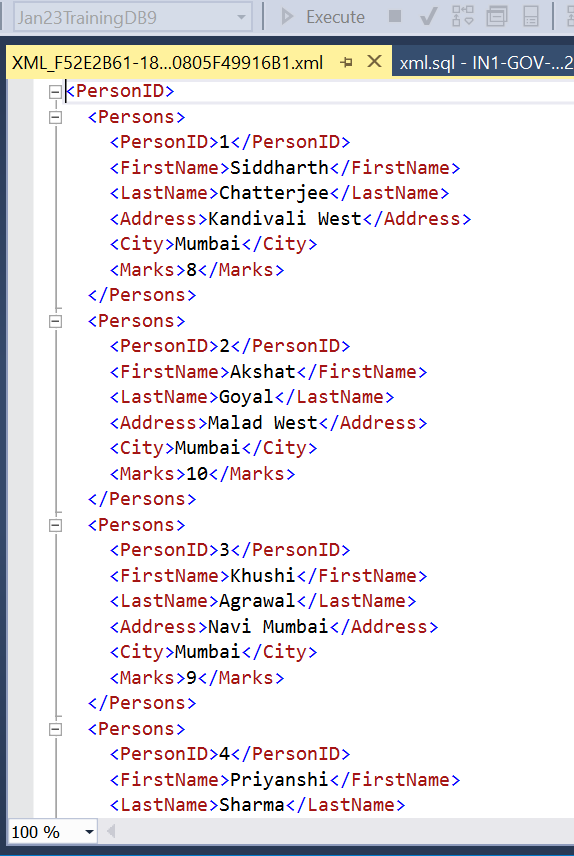 Jan23TrainingDB9 Execute
XML_F52E2B61-18...0805F49916B1.xml xml.sql - IN1-GOV-...2
<PersonID>
<Persons>
<PersonID>1</PersonID>
<FirstName>Siddharth</FirstName>
<LastName>Chatterjee</LastName>
<Address>Kandivali West</Address>
<City>Mumbai</City>
<Marks>8</Marks>
</Persons>
<Persons>
<PersonID>2</PersonID>
<FirstName>Akshat</FirstName>
<LastName>Goyal</LastName>
<Address>Malad West</Address>
<City>Mumbai</City>
<Marks>10</Marks>
</Persons>
<Persons>
<PersonID>3</PersonID>
<FirstName>Khushi</FirstName>
<LastName>Agrawal</LastName>
<Address>Navi Mumbai</Address>
<City>Mumbai</City>
<Marks>9</Marks>
</Persons>
<Persons>
<PersonID>4</PersonID>
<FirstName>Priyanshi</FirstName>
<LastName>Sharma</LastName>
100 %